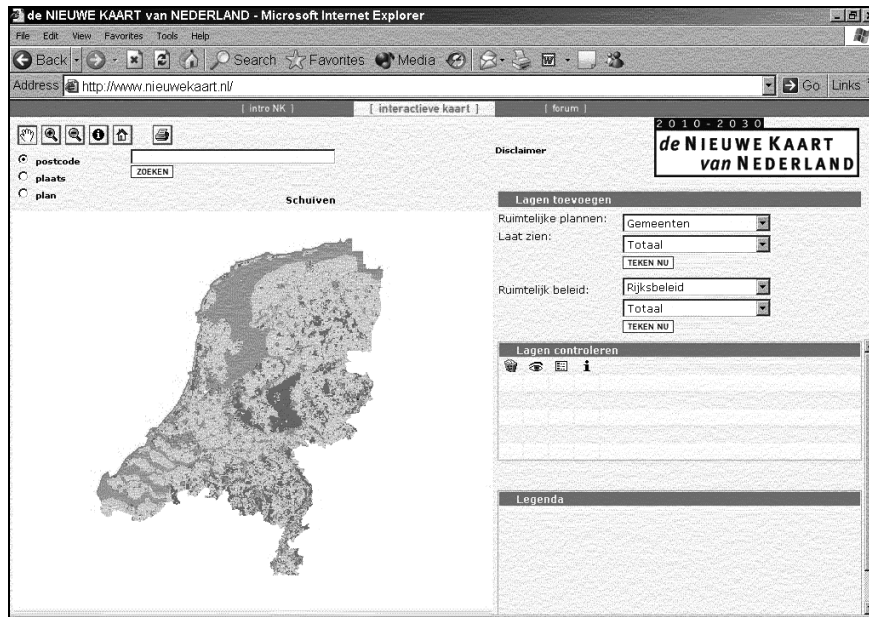 de NIEUWE KAART van NEDERLAND - Microsoft Internet Explorer
File Edit View Favorites Tools Help
Back Search Favorites Media
Address http://www.nieuwekaart.nl/ Go Links
[ intro NK ] [ interactieve kaart ] [ forum ]
2010-2030
de NIEUWE KAART
van NEDERLAND
postcode
plaats
plan
ZOEKEN
Disclaimer
Schuiven
Lagen toevoegen
Ruimtelijke plannen: Gemeenten
Laat zien: Totaal
TEKEN NU
Ruimtelijk beleid: Rijksbeleid
Totaal
TEKEN NU
Lagen controleren
Legenda